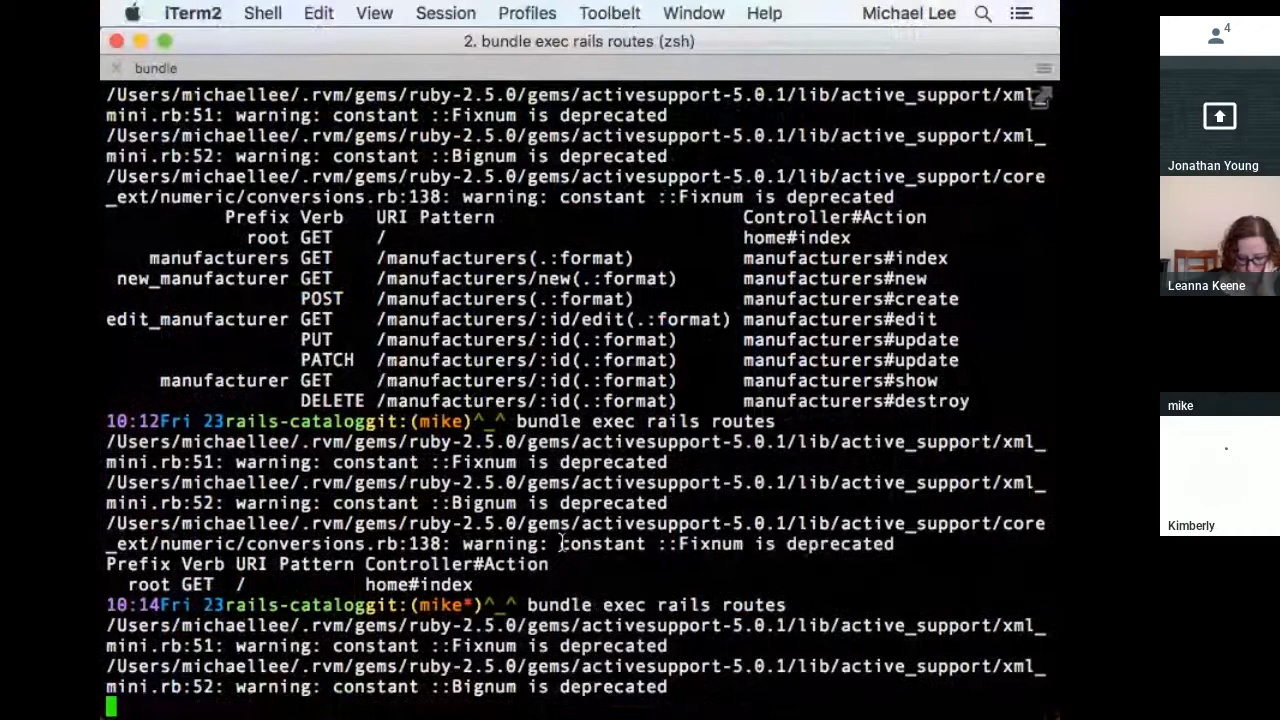 iTerm2 Shell Edit View Session Profiles Toolbelt Window Help Michael Lee
2. bundle exec rails routes (zsh)
bundle
/Users/michaellee/.rvm/gems/ruby-2.5.0/gems/activesupport-5.0.1/lib/active_support/xml_
mini.rb:51: warning: constant ::Fixnum is deprecated
/Users/michaellee/.rvm/gems/ruby-2.5.0/gems/activesupport-5.0.1/lib/active_support/xml_
mini.rb:52: warning: constant ::Bignum is deprecated
/Users/michaellee/.rvm/gems/ruby-2.5.0/gems/activesupport-5.0.1/lib/active_support/core
_ext/numeric/conversions.rb:138: warning: constant ::Fixnum is deprecated
Prefix Verb URI Pattern Controller#Action
root GET / home#index
manufacturers GET /manufacturers(.:format) manufacturers#index
new_manufacturer GET /manufacturers/new(.:format) manufacturers#new
POST /manufacturers(.:format) manufacturers#create
edit_manufacturer GET /manufacturers/:id/edit(.:format) manufacturers#edit
PUT /manufacturers/:id(.:format) manufacturers#update
PATCH /manufacturers/:id(.:format) manufacturers#update
manufacturer GET /manufacturers/:id(.:format) manufacturers#show
DELETE /manufacturers/:id(.:format) manufacturers#destroy
10:12Fri 23rails-cataloggit:(mike)^_^ bundle exec rails routes
/Users/michaellee/.rvm/gems/ruby-2.5.0/gems/activesupport-5.0.1/lib/active_support/xml_
mini.rb:51: warning: constant ::Fixnum is deprecated
/Users/michaellee/.rvm/gems/ruby-2.5.0/gems/activesupport-5.0.1/lib/active_support/xml_
mini.rb:52: warning: constant ::Bignum is deprecated
/Users/michaellee/.rvm/gems/ruby-2.5.0/gems/activesupport-5.0.1/lib/active_support/core
_ext/numeric/conversions.rb:138: warning: constant ::Fixnum is deprecated
Prefix Verb URI Pattern Controller#Action
root GET / home#index
10:14Fri 23rails-cataloggit:(mike*)^_^ bundle exec rails routes
/Users/michaellee/.rvm/gems/ruby-2.5.0/gems/activesupport-5.0.1/lib/active_support/xml_
mini.rb:51: warning: constant ::Fixnum is deprecated
/Users/michaellee/.rvm/gems/ruby-2.5.0/gems/activesupport-5.0.1/lib/active_support/xml_
mini.rb:52: warning: constant ::Bignum is deprecated
4
Jonathan Young
Leanna Keene
mike
Kimberly